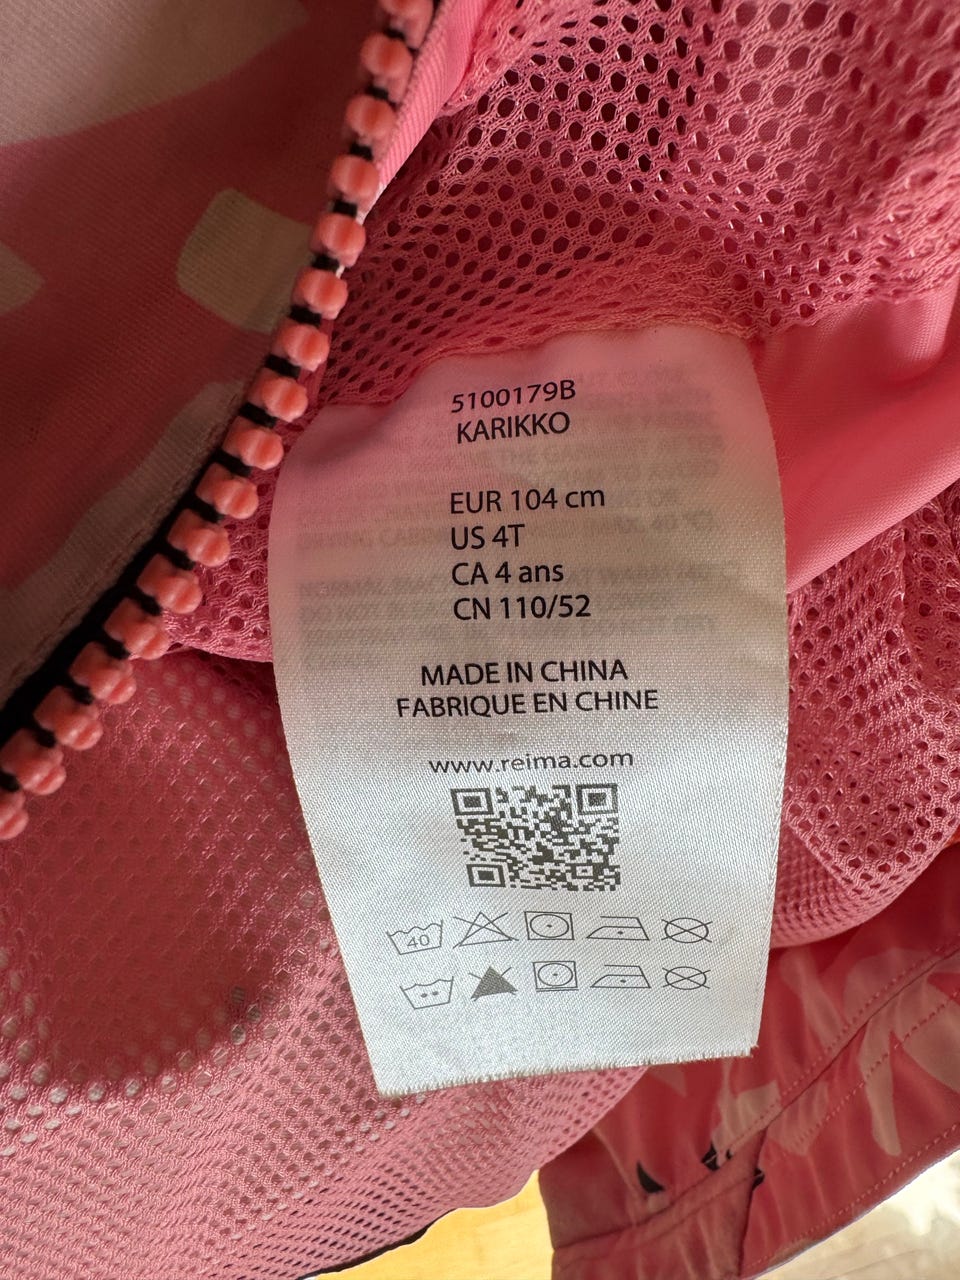 5100179B
KARIKKO
EUR 104 cm
US 4T
CA 4 ans
CN 110/52
MADE IN CHINA
FABRIQUE EN CHINE
www.reima.com
40